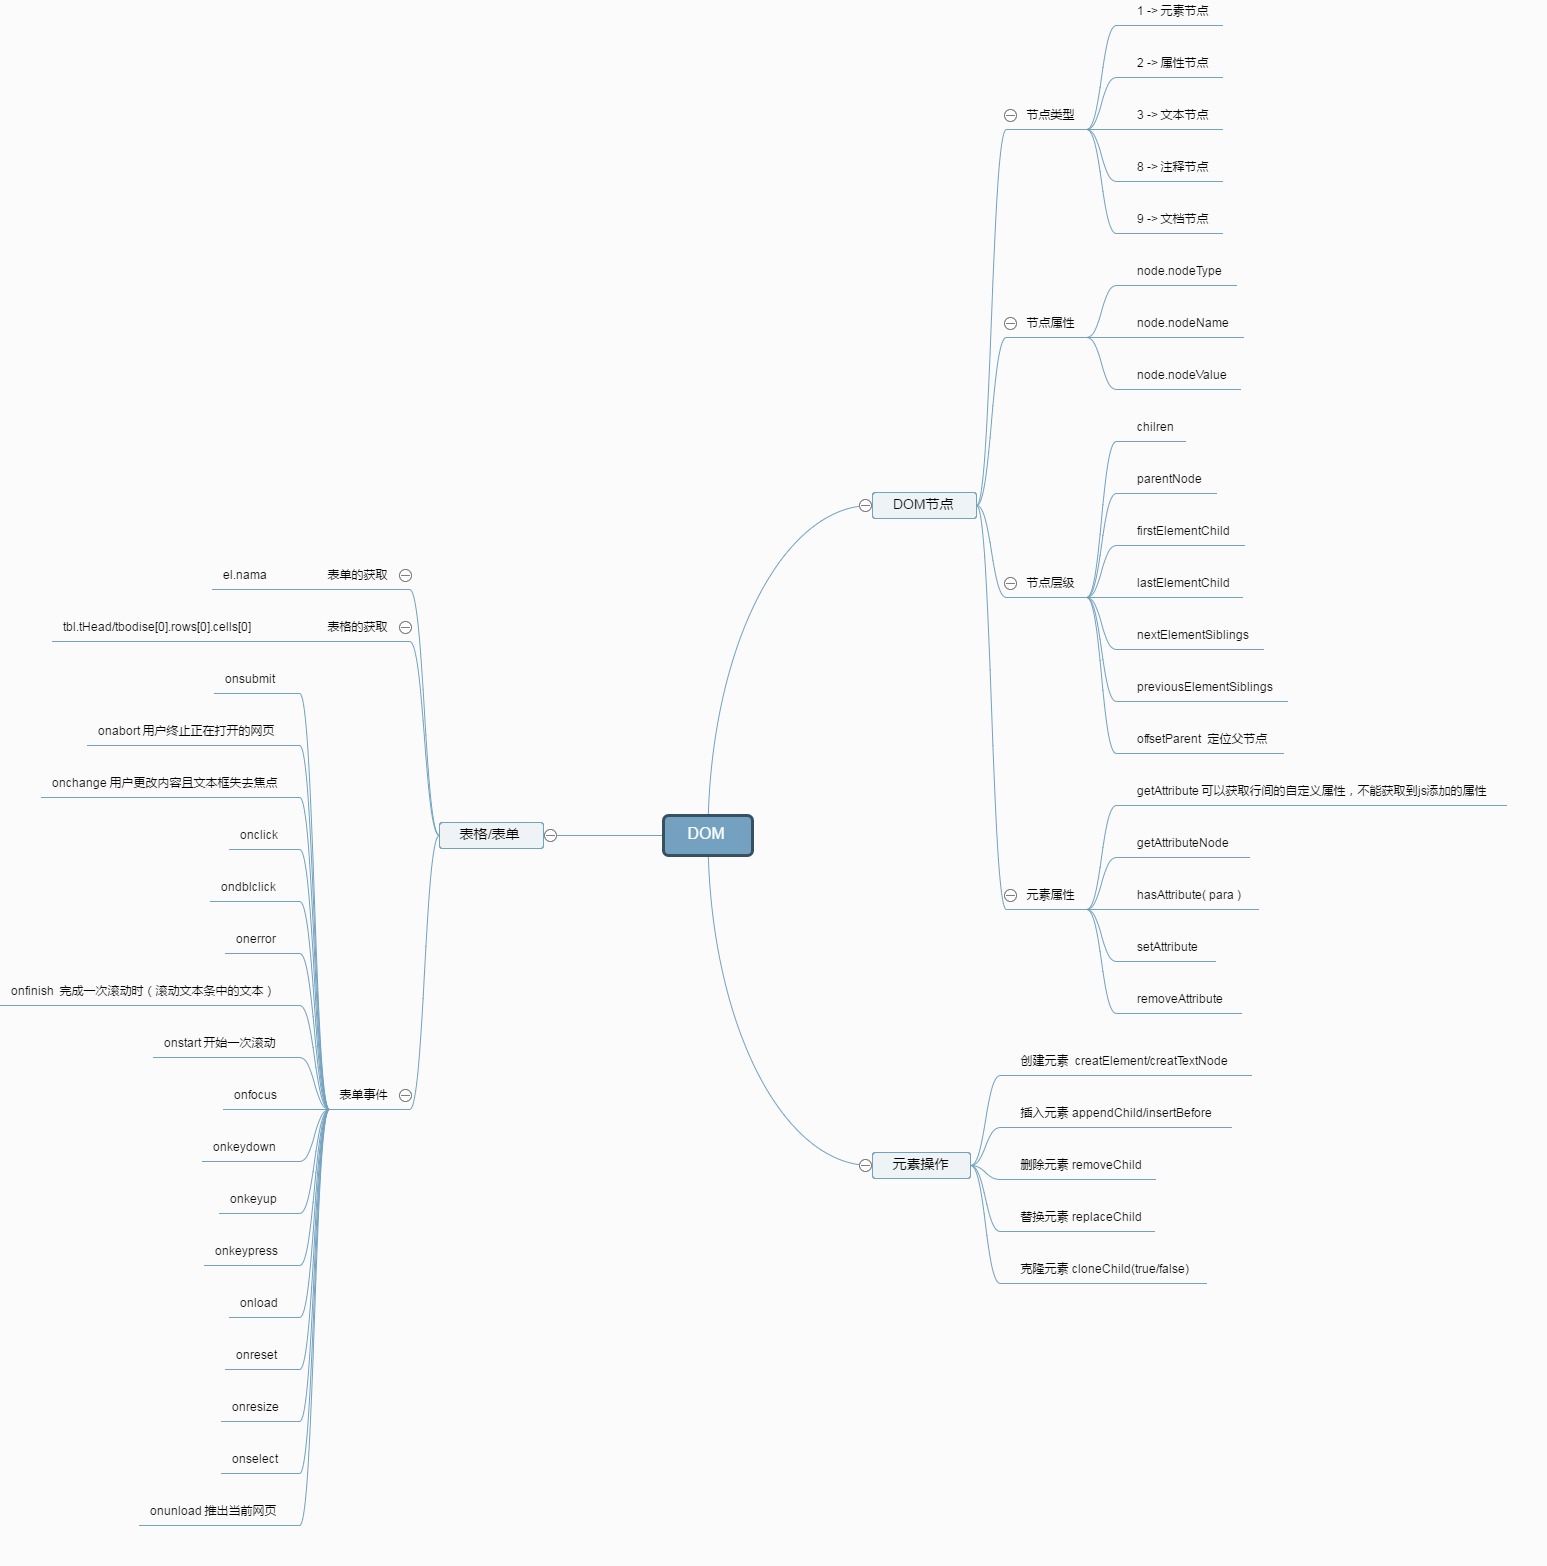 DOM
DOM节点
节点类型
1 -> 元素节点
2 -> 属性节点
3 -> 文本节点
8 -> 注释节点
9 -> 文档节点
节点属性
node.nodeType
node.nodeName
node.nodeValue
节点层级
chilren
parentNode
firstElementChild
lastElementChild
nextElementSiblings
previousElementSiblings
offsetParent 定位父节点
元素属性
getAttribute 可以获取行间的自定义属性，不能获取到js添加的属性
getAttributeNode
hasAttribute( para )
setAttribute
removeAttribute
元素操作
创建元素 creatElement/creatTextNode
插入元素 appendChild/insertBefore
删除元素 removeChild
替换元素 replaceChild
克隆元素 cloneChild(true/false)
表格/表单
表单的获取
el.nama
表格的获取
tbl.tHead/tbodise[0].rows[0].cells[0]
表单事件
onsubmit
onabort 用户终止正在打开的网页
onchange 用户更改内容且文本框失去焦点
onclick
ondblclick
onerror
onfinish 完成一次滚动时（滚动文本条中的文本）
onstart 开始一次滚动
onfocus
onkeydown
onkeyup
onkeypress
onload
onreset
onresize
onselect
onunload 推出当前网页